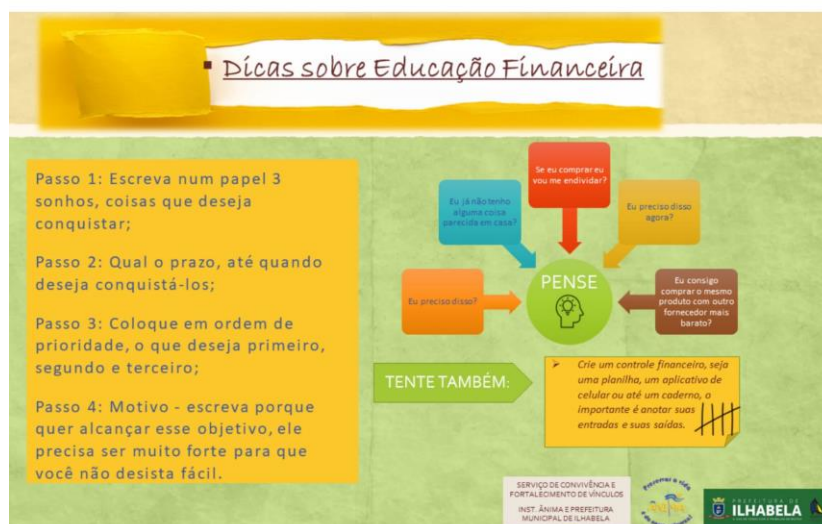 Dicas sobre Educação Financeira
Passo 1: Escreva num papel 3
sonhos, coisas que deseja
conquistar;
Passo 2: Qual o prazo, até quando
deseja conquistá-los;
Passo 3: Coloque em ordem de
prioridade, o que deseja primeiro,
segundo e terceiro;
Passo 4: Motivo - escreva porque
quer alcançar esse objetivo, ele
precisa ser muito forte para que
você não desista fácil.
Eu preciso disso?
Eu já não tenho
alguma coisa
parecida em casa?
Se eu comprar eu
vou me endividar?
Eu preciso disso
agora?
Eu consigo
comprar o mesmo
produto com outro
fornecedor mais
barato?
PENSE
TENTE TAMBÉM:
Crie um controle financeiro, seja
uma planilha, um aplicativo de
celular ou até um caderno, o
importante é anotar suas
entradas e suas saídas.
SERVIÇO DE CONVIVÊNCIA E
FORTALECIMENTO DE VÍNCULOS
INST. ÂNIMA E PREFEITURA
MUNICIPAL DE ILHABELA
PREFEITURA DE
ILHABELA